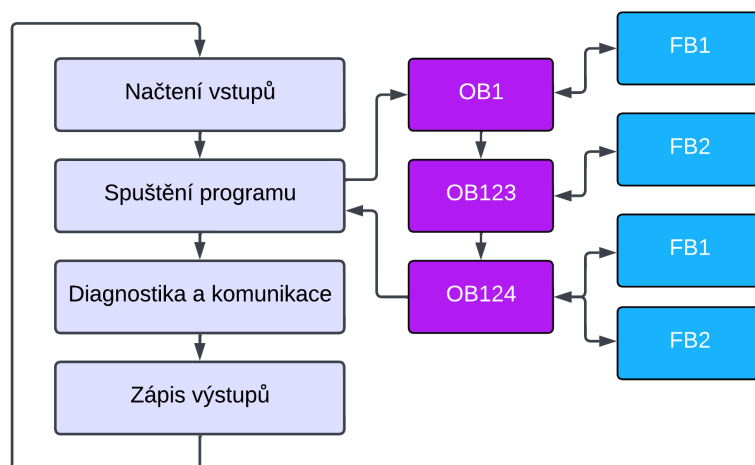 Načtení vstupů
Spuštění programu
Diagnostika a komunikace
Zápis výstupů
OB1
OB123
OB124
FB1
FB2
FB1
FB2